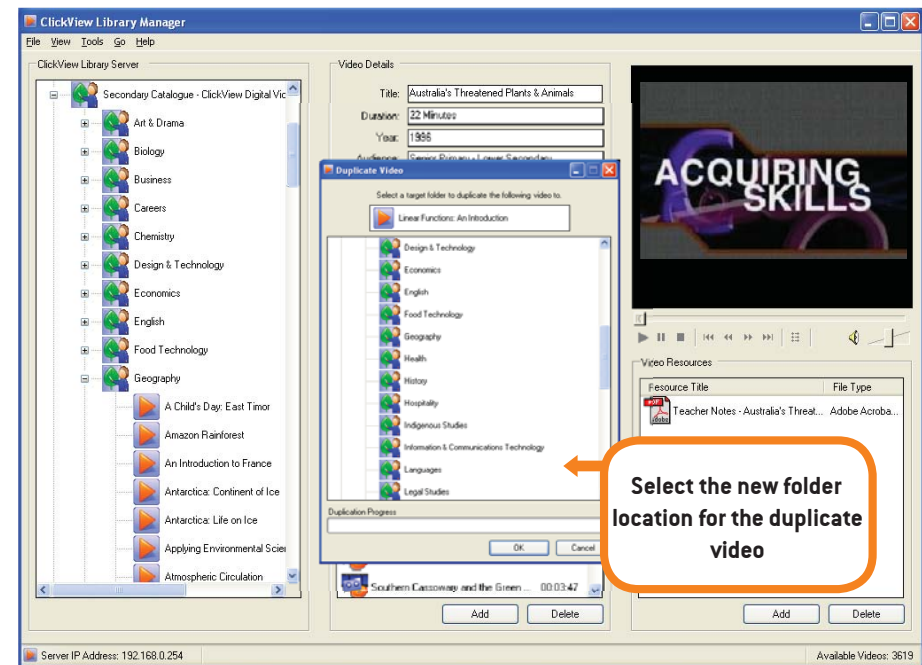 ClickView Library Manager
File View Tools Go Help
ClickView Library Server
Secondary Catalogue - ClickView Digital Vic
Art & Drama
Biology
Business
Careers
Chemistry
Design & Technology
Economics
English
Food Technology
Geography
A Child's Day: East Timor
Amazon Rainforest
An Introduction to France
Antarctica: Continent of Ice
Antarctica: Life on Ice
Applying Environmental Scien
Atmospheric Circulation
Video Details
Title: Australia's Threatened Plants & Animals
Duration: 22 Minutes
Year: 1996
Audience: Senior Primary - Lower Secondary
Duplicate Video
Select a target folder to duplicate the following video to.
Linear Functions: An Introduction
Design & Technology
Economics
English
Food Technology
Geography
Health
History
Hospitality
Indigenous Studies
Information & Communications Technology
Languages
Legal Studies
Duplication Progress
OK Cancel
Southern Cassowary and the Green ... 00:03:47
Add Delete
ACQUIRING
SKILLS
Video Resources
Resource Title File Type
Teacher Notes - Australia's Threat... Adobe Acroba...
Select the new folder
location for the duplicate
video
Add Delete
Server IP Address: 192.168.0.254
Available Videos: 3619